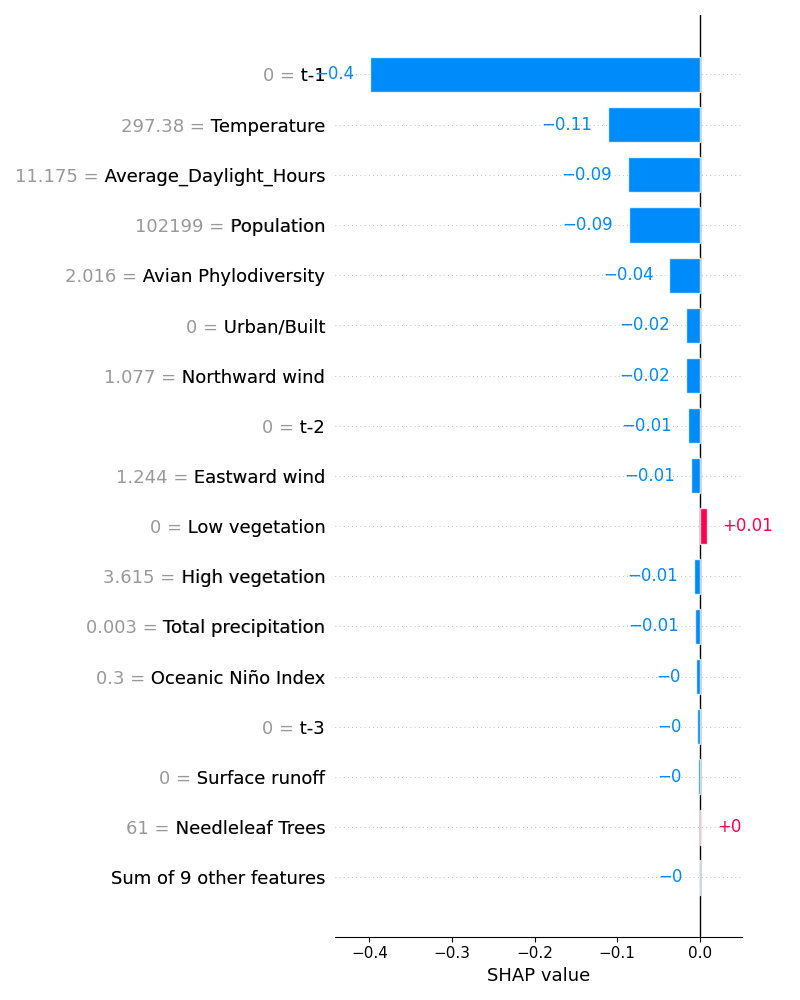 0 = t-1 −0.4
297.38 = Temperature −0.11
11.175 = Average_Daylight_Hours −0.09
102199 = Population −0.09
2.016 = Avian Phylodiversity −0.04
0 = Urban/Built −0.02
1.077 = Northward wind −0.02
0 = t-2 −0.01
1.244 = Eastward wind −0.01
0 = Low vegetation +0.01
3.615 = High vegetation −0.01
0.003 = Total precipitation −0.01
0.3 = Oceanic Niño Index −0
0 = t-3 −0
0 = Surface runoff −0
61 = Needleleaf Trees +0
Sum of 9 other features −0
−0.4 −0.3 −0.2 −0.1 0.0
SHAP value